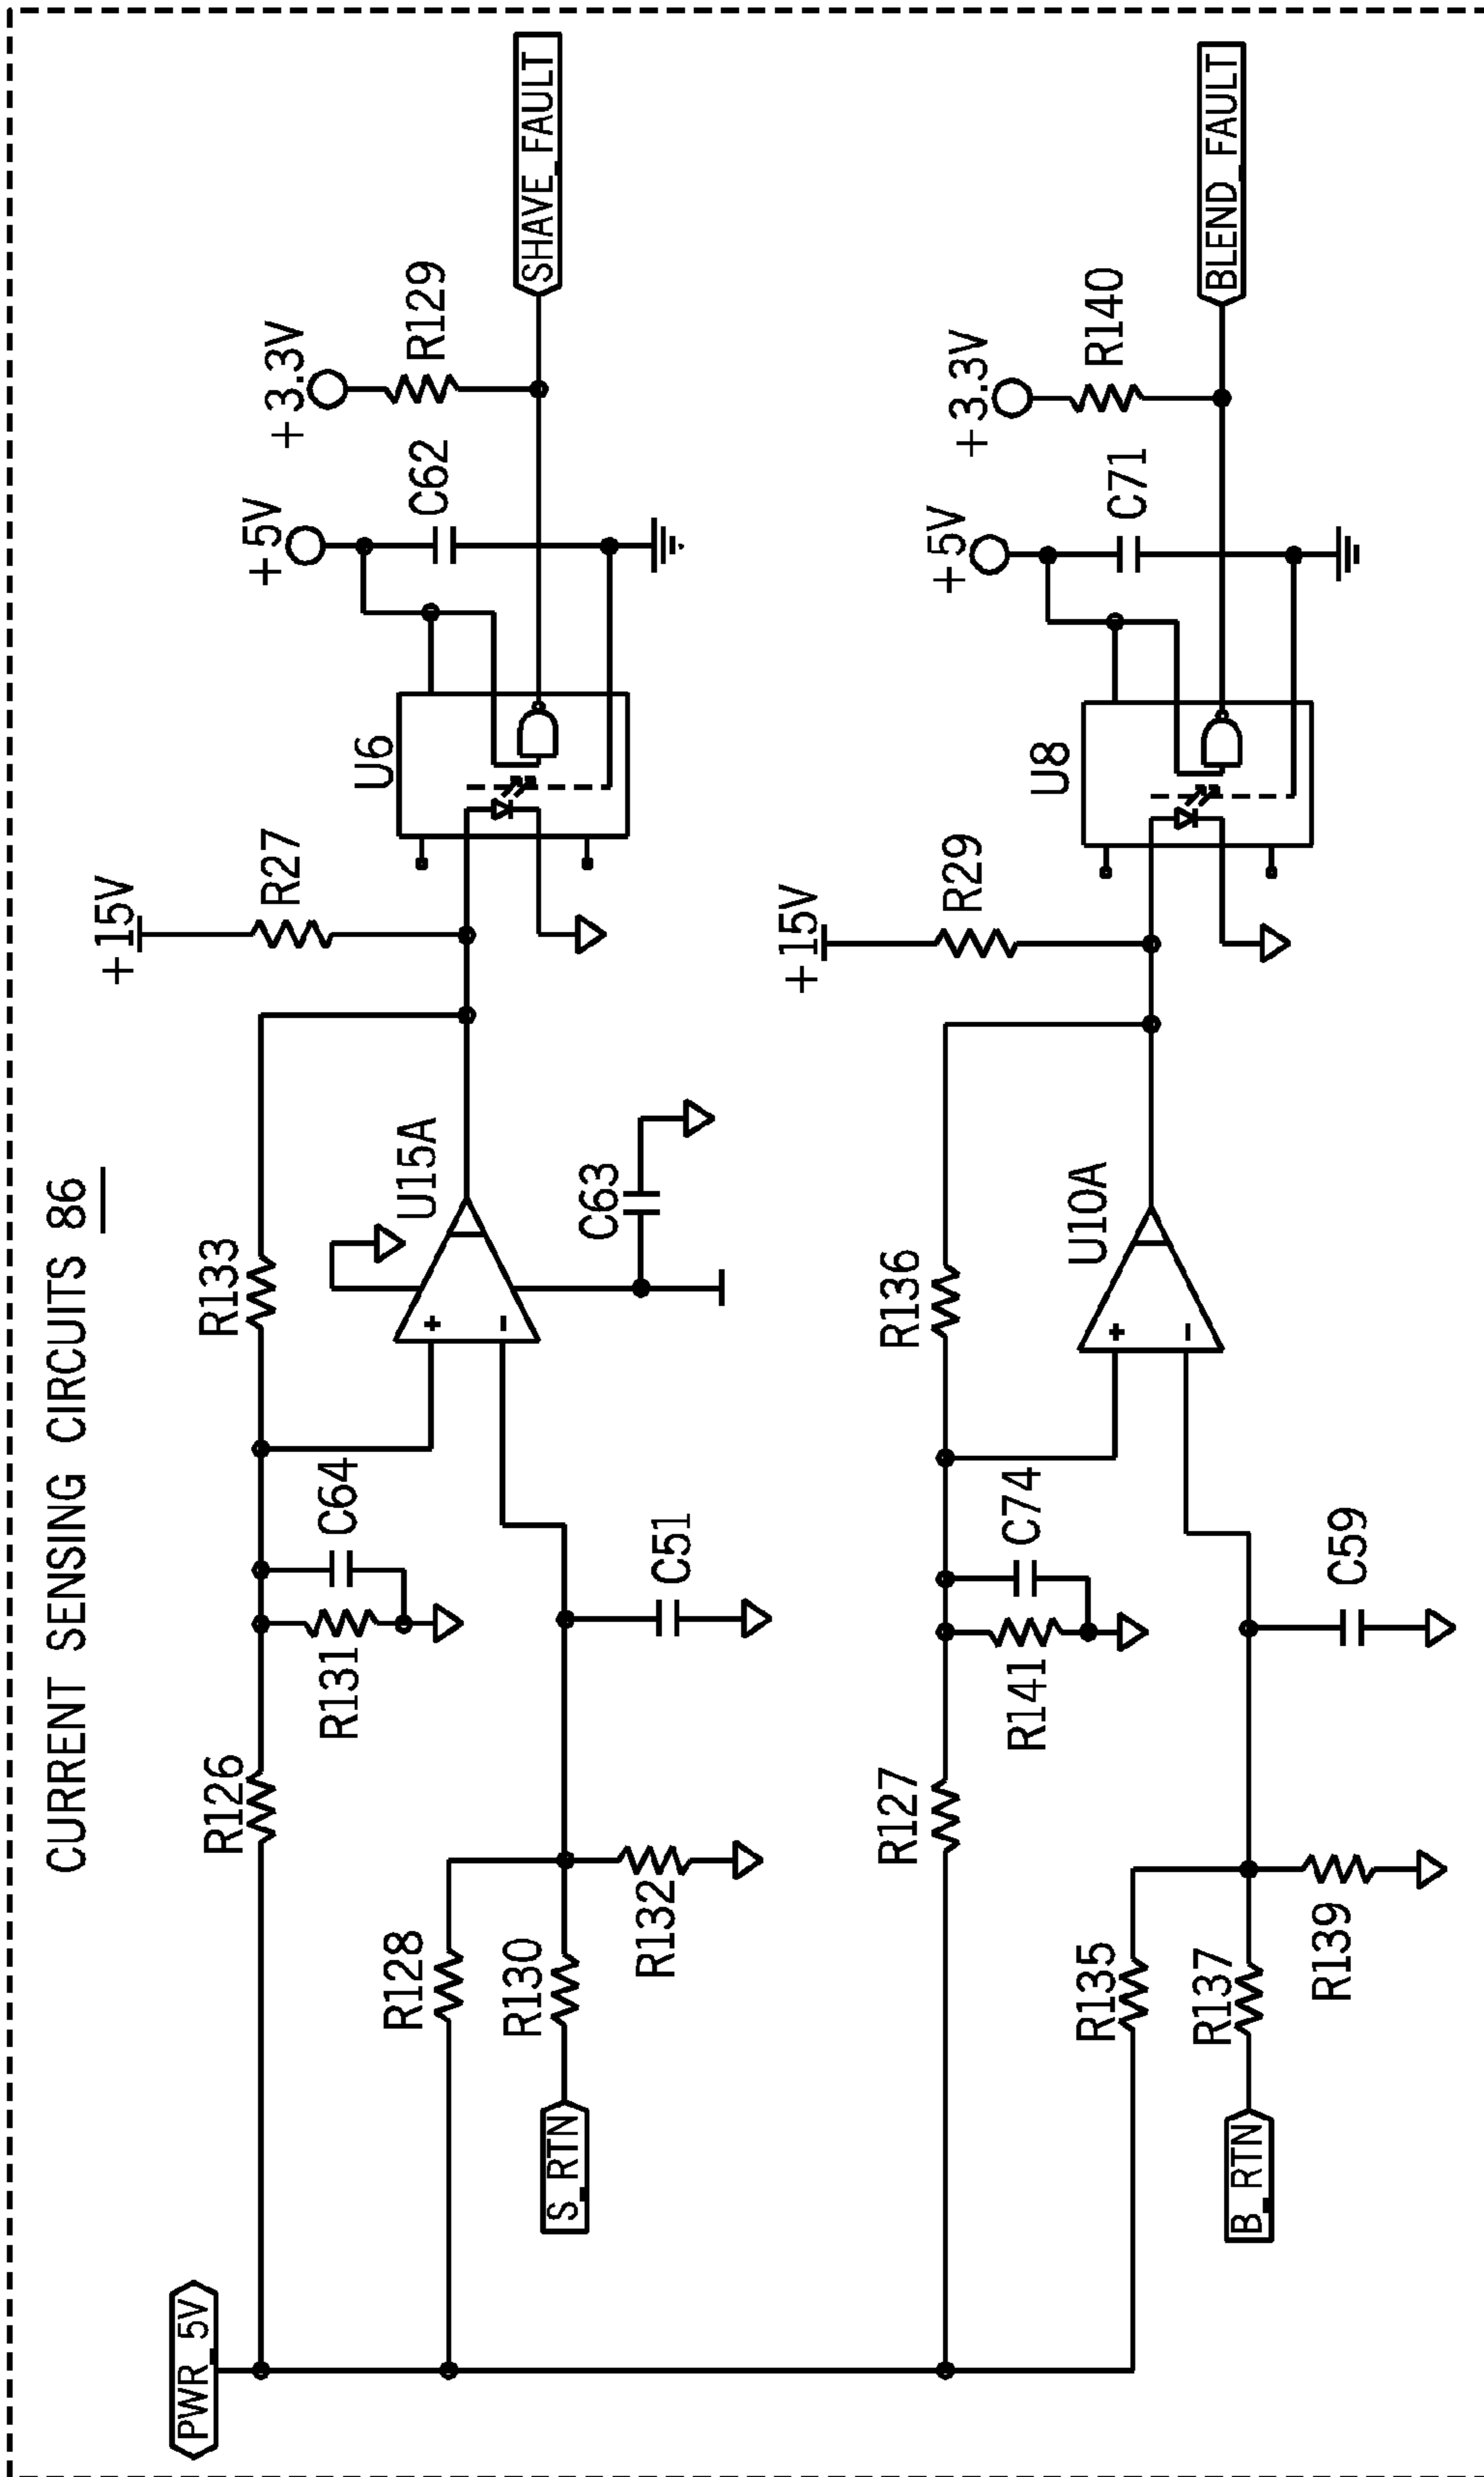 CURRENT SENSING CIRCUITS 86
PWR_5V
R126
R131
C64
R133
+15V
R27
+3.3V
R129
+5V
C62
U6
U15A
C63
SHAVE_FAULT
R128
R130
S_RTN
R132
C51
+
-
R127
R141
C74
R136
+15V
R29
+3.3V
R140
+5V
C71
U8
U10A
BLEND_FAULT
R135
R137
B_RTN
R139
C59
+
-